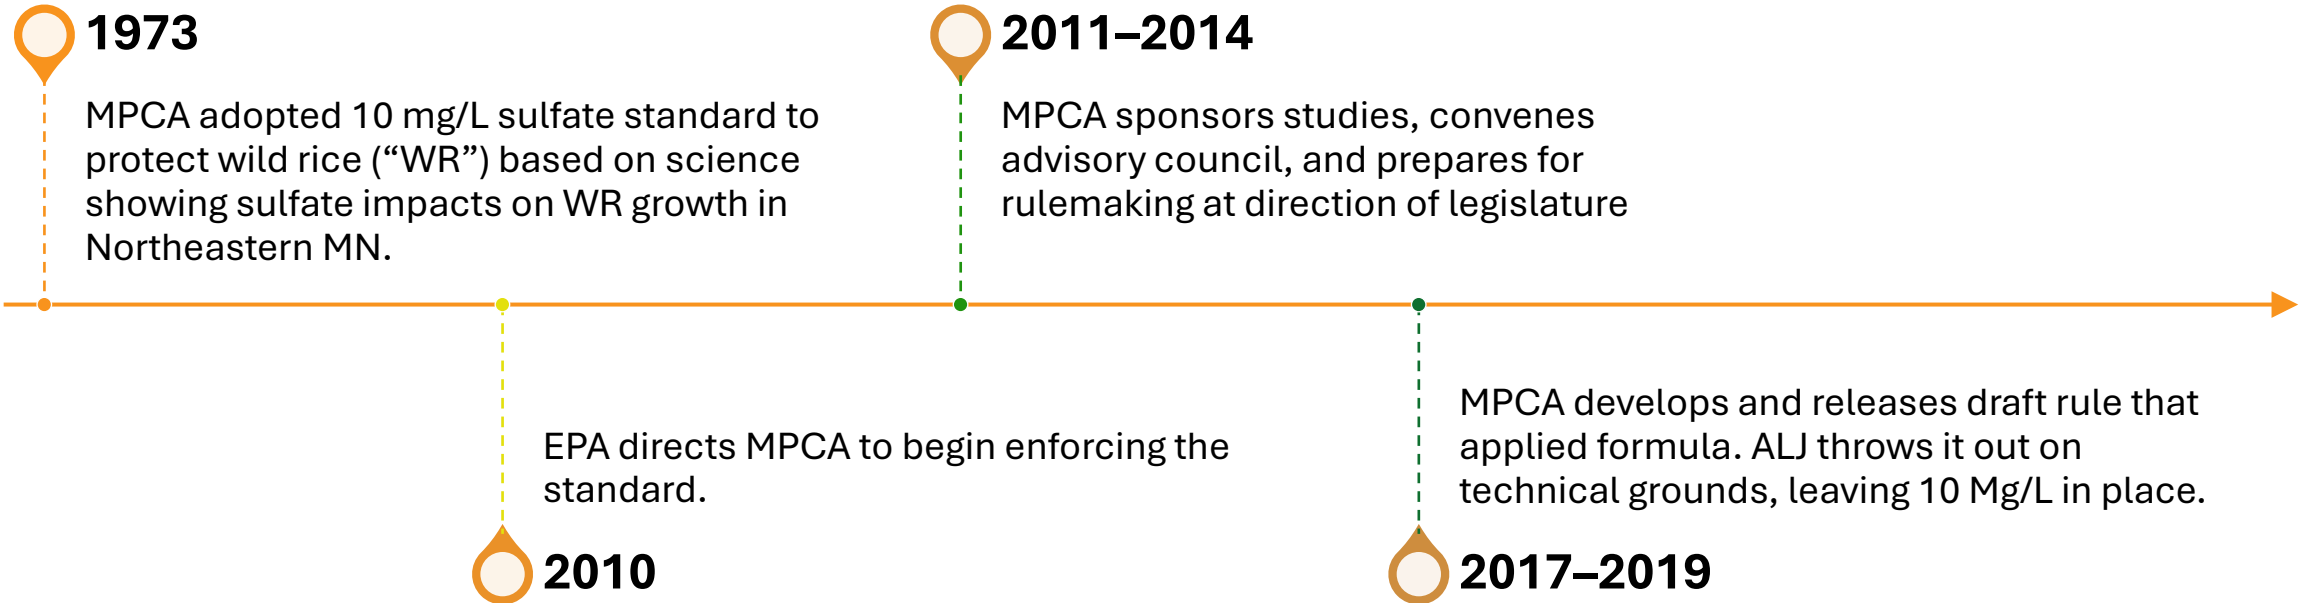 1973
MPCA adopted 10 mg/L sulfate standard to
protect wild rice (“WR”) based on science
showing sulfate impacts on WR growth in
Northeastern MN.
2011–2014
MPCA sponsors studies, convenes
advisory council, and prepares for
rulemaking at direction of legislature
EPA directs MPCA to begin enforcing the
standard.
2010
MPCA develops and releases draft rule that
applied formula. ALJ throws it out on
technical grounds, leaving 10 Mg/L in place.
2017–2019